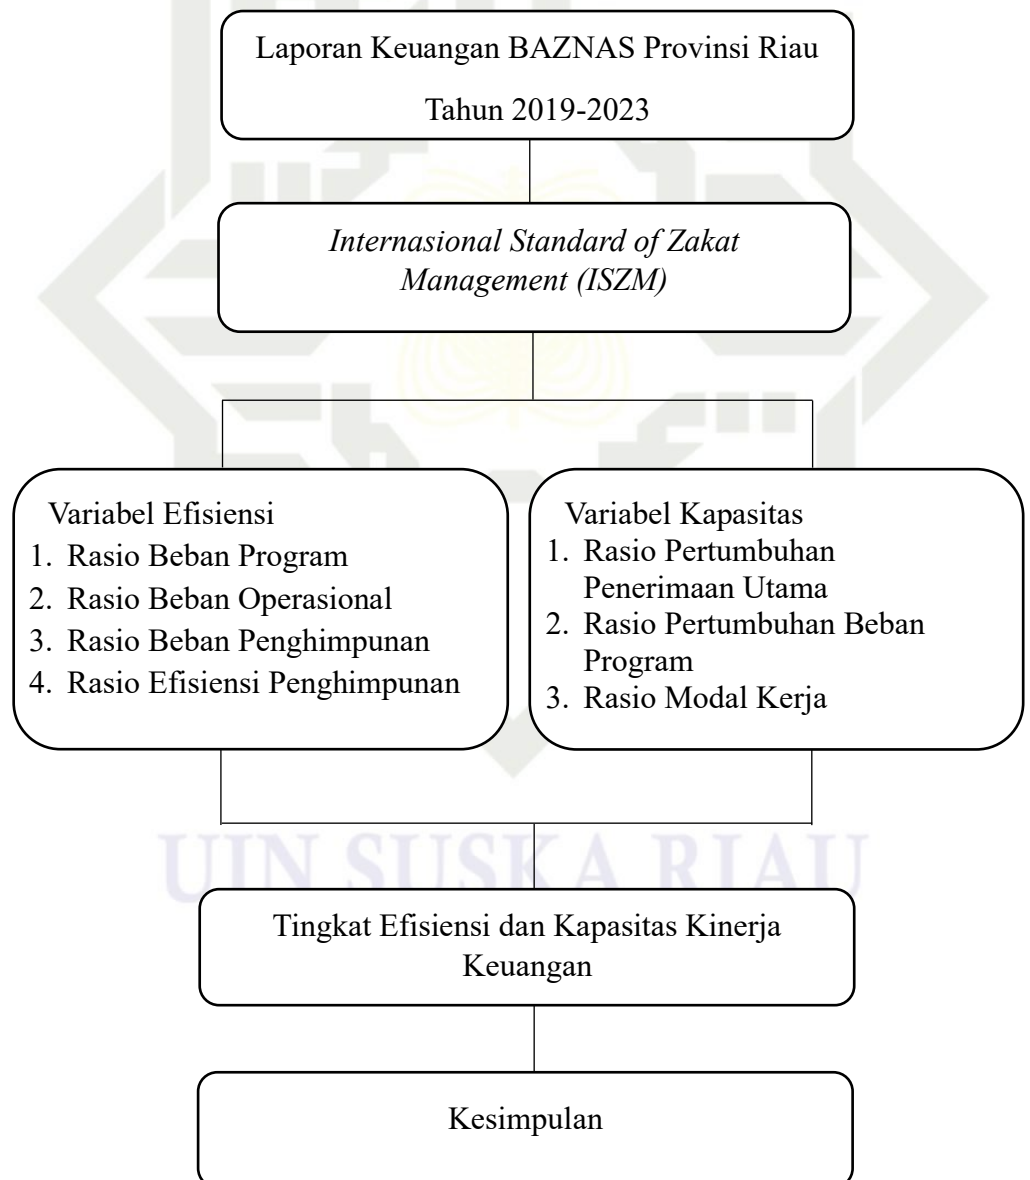 Laporan Keuangan BAZNAS Provinsi Riau
Tahun 2019-2023
Internasional Standard of Zakat
Management (ISZM)
Variabel Efisiensi
1. Rasio Beban Program
2. Rasio Beban Operasional
3. Rasio Beban Penghimpunan
4. Rasio Efisiensi Penghimpunan
Variabel Kapasitas
1. Rasio Pertumbuhan
Penerimaan Utama
2. Rasio Pertumbuhan Beban
Program
3. Rasio Modal Kerja
UIN SUSKA RIAU
Tingkat Efisiensi dan Kapasitas Kinerja
Keuangan
Kesimpulan